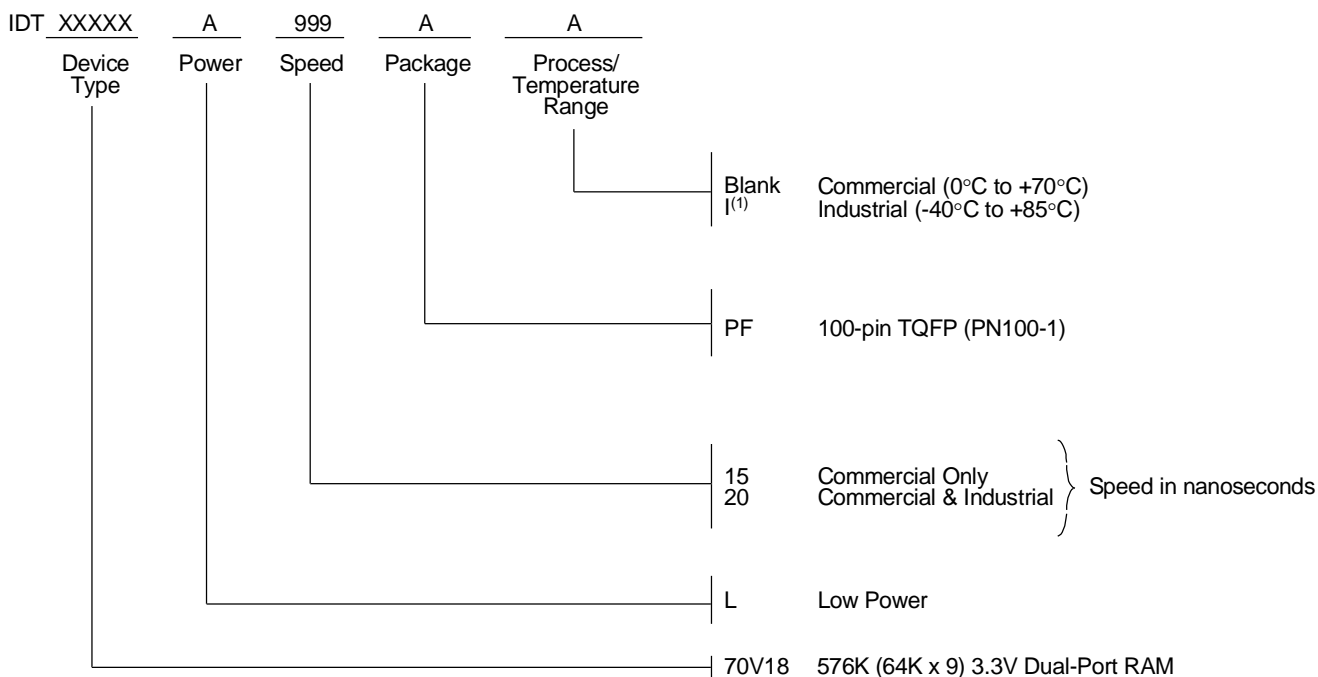 IDT XXXXX A 999 A A
Device Type Power Speed Package Process/ Temperature Range
Blank Commercial (0°C to +70°C)
I(1) Industrial (-40°C to +85°C)
PF 100-pin TQFP (PN100-1)
15 Commercial Only
20 Commercial & Industrial
Speed in nanoseconds
L Low Power
70V18 576K (64K x 9) 3.3V Dual-Port RAM